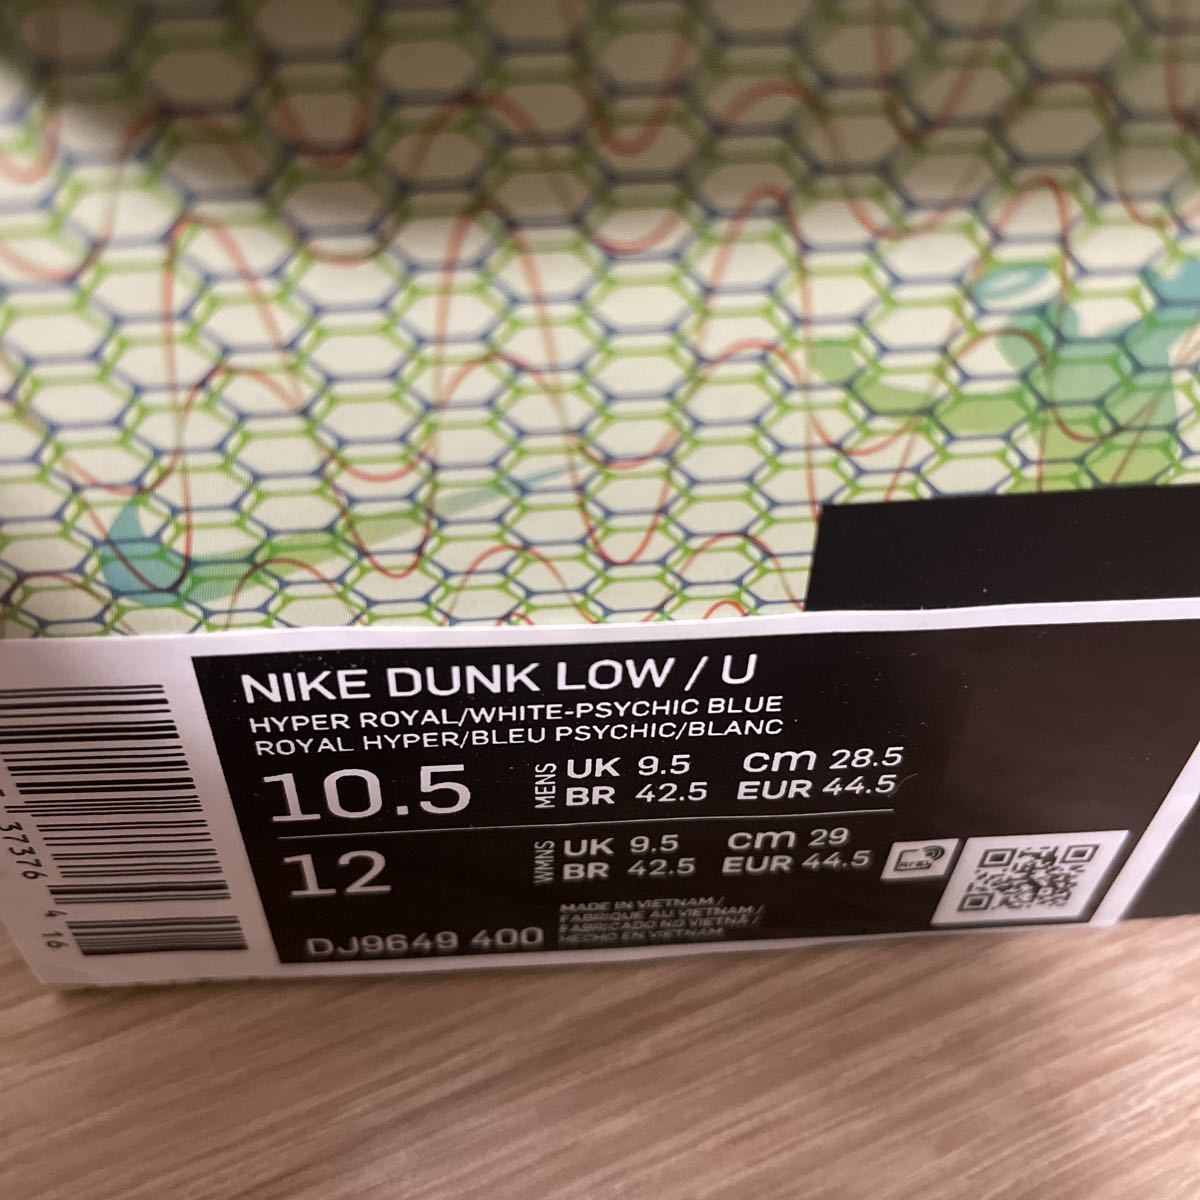 NIKE DUNK LOW / U
HYPER ROYAL/WHITE-PSYCHIC BLUE
ROYAL HYPER/BLEU PSYCHIC/BLANC
10.5 MENS UK 9.5 cm 28.5
BR 42.5 EUR 44.5
12 WMNS UK 9.5 cm 29
BR 42.5 EUR 44.5
DJ9649 400
MADE IN VIETNAM /
FABRIQUE AU VIETNAM /
FABRICADO NO VIETNÃ /
HECHO EN VIETNAM
37376 4 16